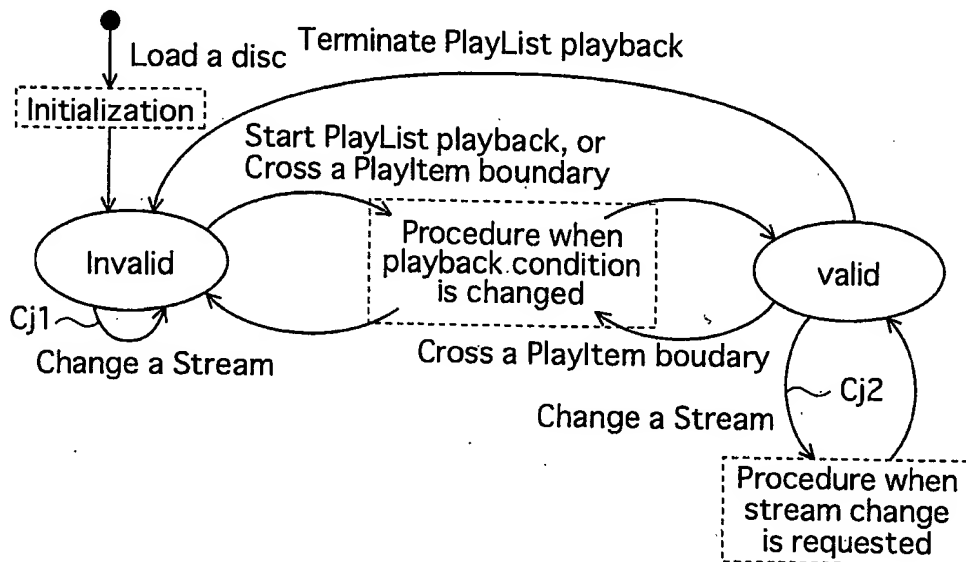 Load a disc
Terminate PlayList playback
Initialization
Start PlayList playback, or
Cross a PlayItem boundary
Invalid
Procedure when
playback condition
is changed
valid
Cj1
Change a Stream
Cross a PlayItem boudary
Cj2
Change a Stream
Procedure when
stream change
is requested